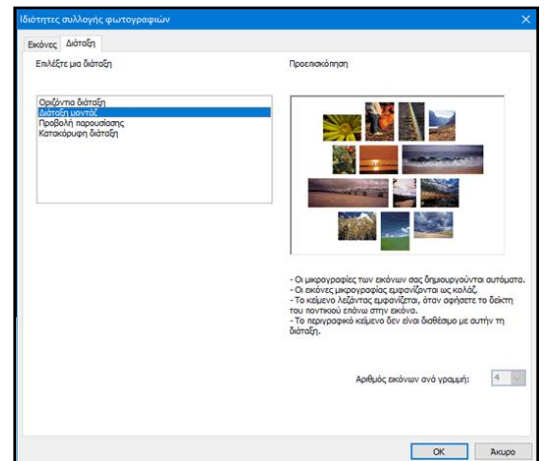 Ιδιότητες συλλογής φωτογραφιών
Εικόνες Διάταξη
Επιλέξτε μια διάταξη
Προεπισκόπηση
Οριζόντια διάταξη
Διάταξη μοντάζ
Προβολή παρουσίασης
Κατακόρυφη διάταξη
- Οι μικρογραφίες των εικόνων σας δημιουργούνται αυτόματα.
- Οι εικόνες μικρογραφίας εμφανίζονται ως κολάζ.
- Το κείμενο λεζάντας εμφανίζεται, όταν αφήσετε το δείκτη
του ποντικιού επάνω στην εικόνα.
- Το περιγραφικό κείμενο δεν είναι διαθέσιμο με αυτήν τη
διάταξη.
Αριθμός εικόνων ανά γραμμή: 4
OK Άκυρο